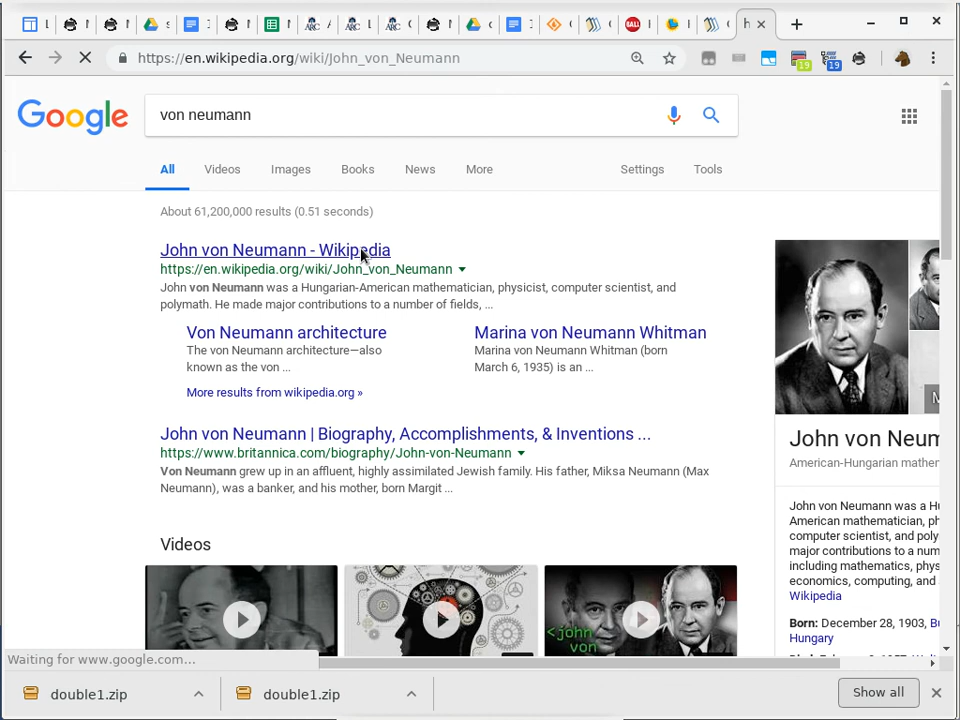 https://en.wikipedia.org/wiki/John_von_Neumann
19
19
Google
von neumann
All
Videos
Images
Books
News
More
Settings
Tools
About 61,200,000 results (0.51 seconds)
John von Neumann - Wikipedia
https://en.wikipedia.org/wiki/John_von_Neumann
John von Neumann was a Hungarian-American mathematician, physicist, computer scientist, and
polymath. He made major contributions to a number of fields, ...
Von Neumann architecture
The von Neumann architecture—also
known as the von ...
Marina von Neumann Whitman
Marina von Neumann Whitman (born
March 6, 1935) is an ...
More results from wikipedia.org »
John von Neumann | Biography, Accomplishments, & Inventions ...
https://www.britannica.com/biography/John-von-Neumann
Von Neumann grew up in an affluent, highly assimilated Jewish family. His father, Miksa Neumann (Max
Neumann), was a banker, and his mother, born Margit ...
Videos
<john
von
M
John von Neum
American-Hungarian mather
John von Neumann was a Hu
American mathematician, ph
computer scientist, and poly
major contributions to a num
including mathematics, phys
economics, computing, and
Wikipedia
Born: December 28, 1903, Bu
Hungary
Waiting for www.google.com...
double1.zip
double1.zip
Show all